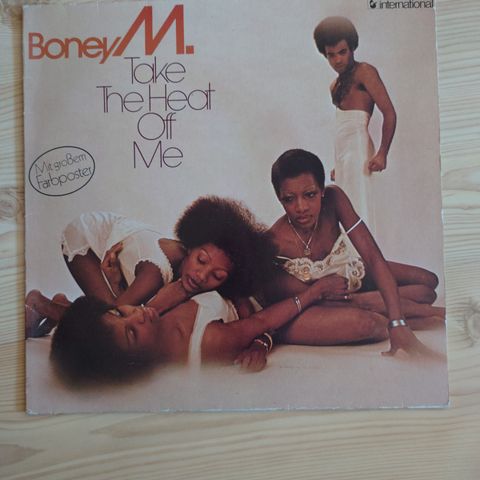 international
Boney M.
Take
The Heat
Off
Me
Mit großem
Farbposter